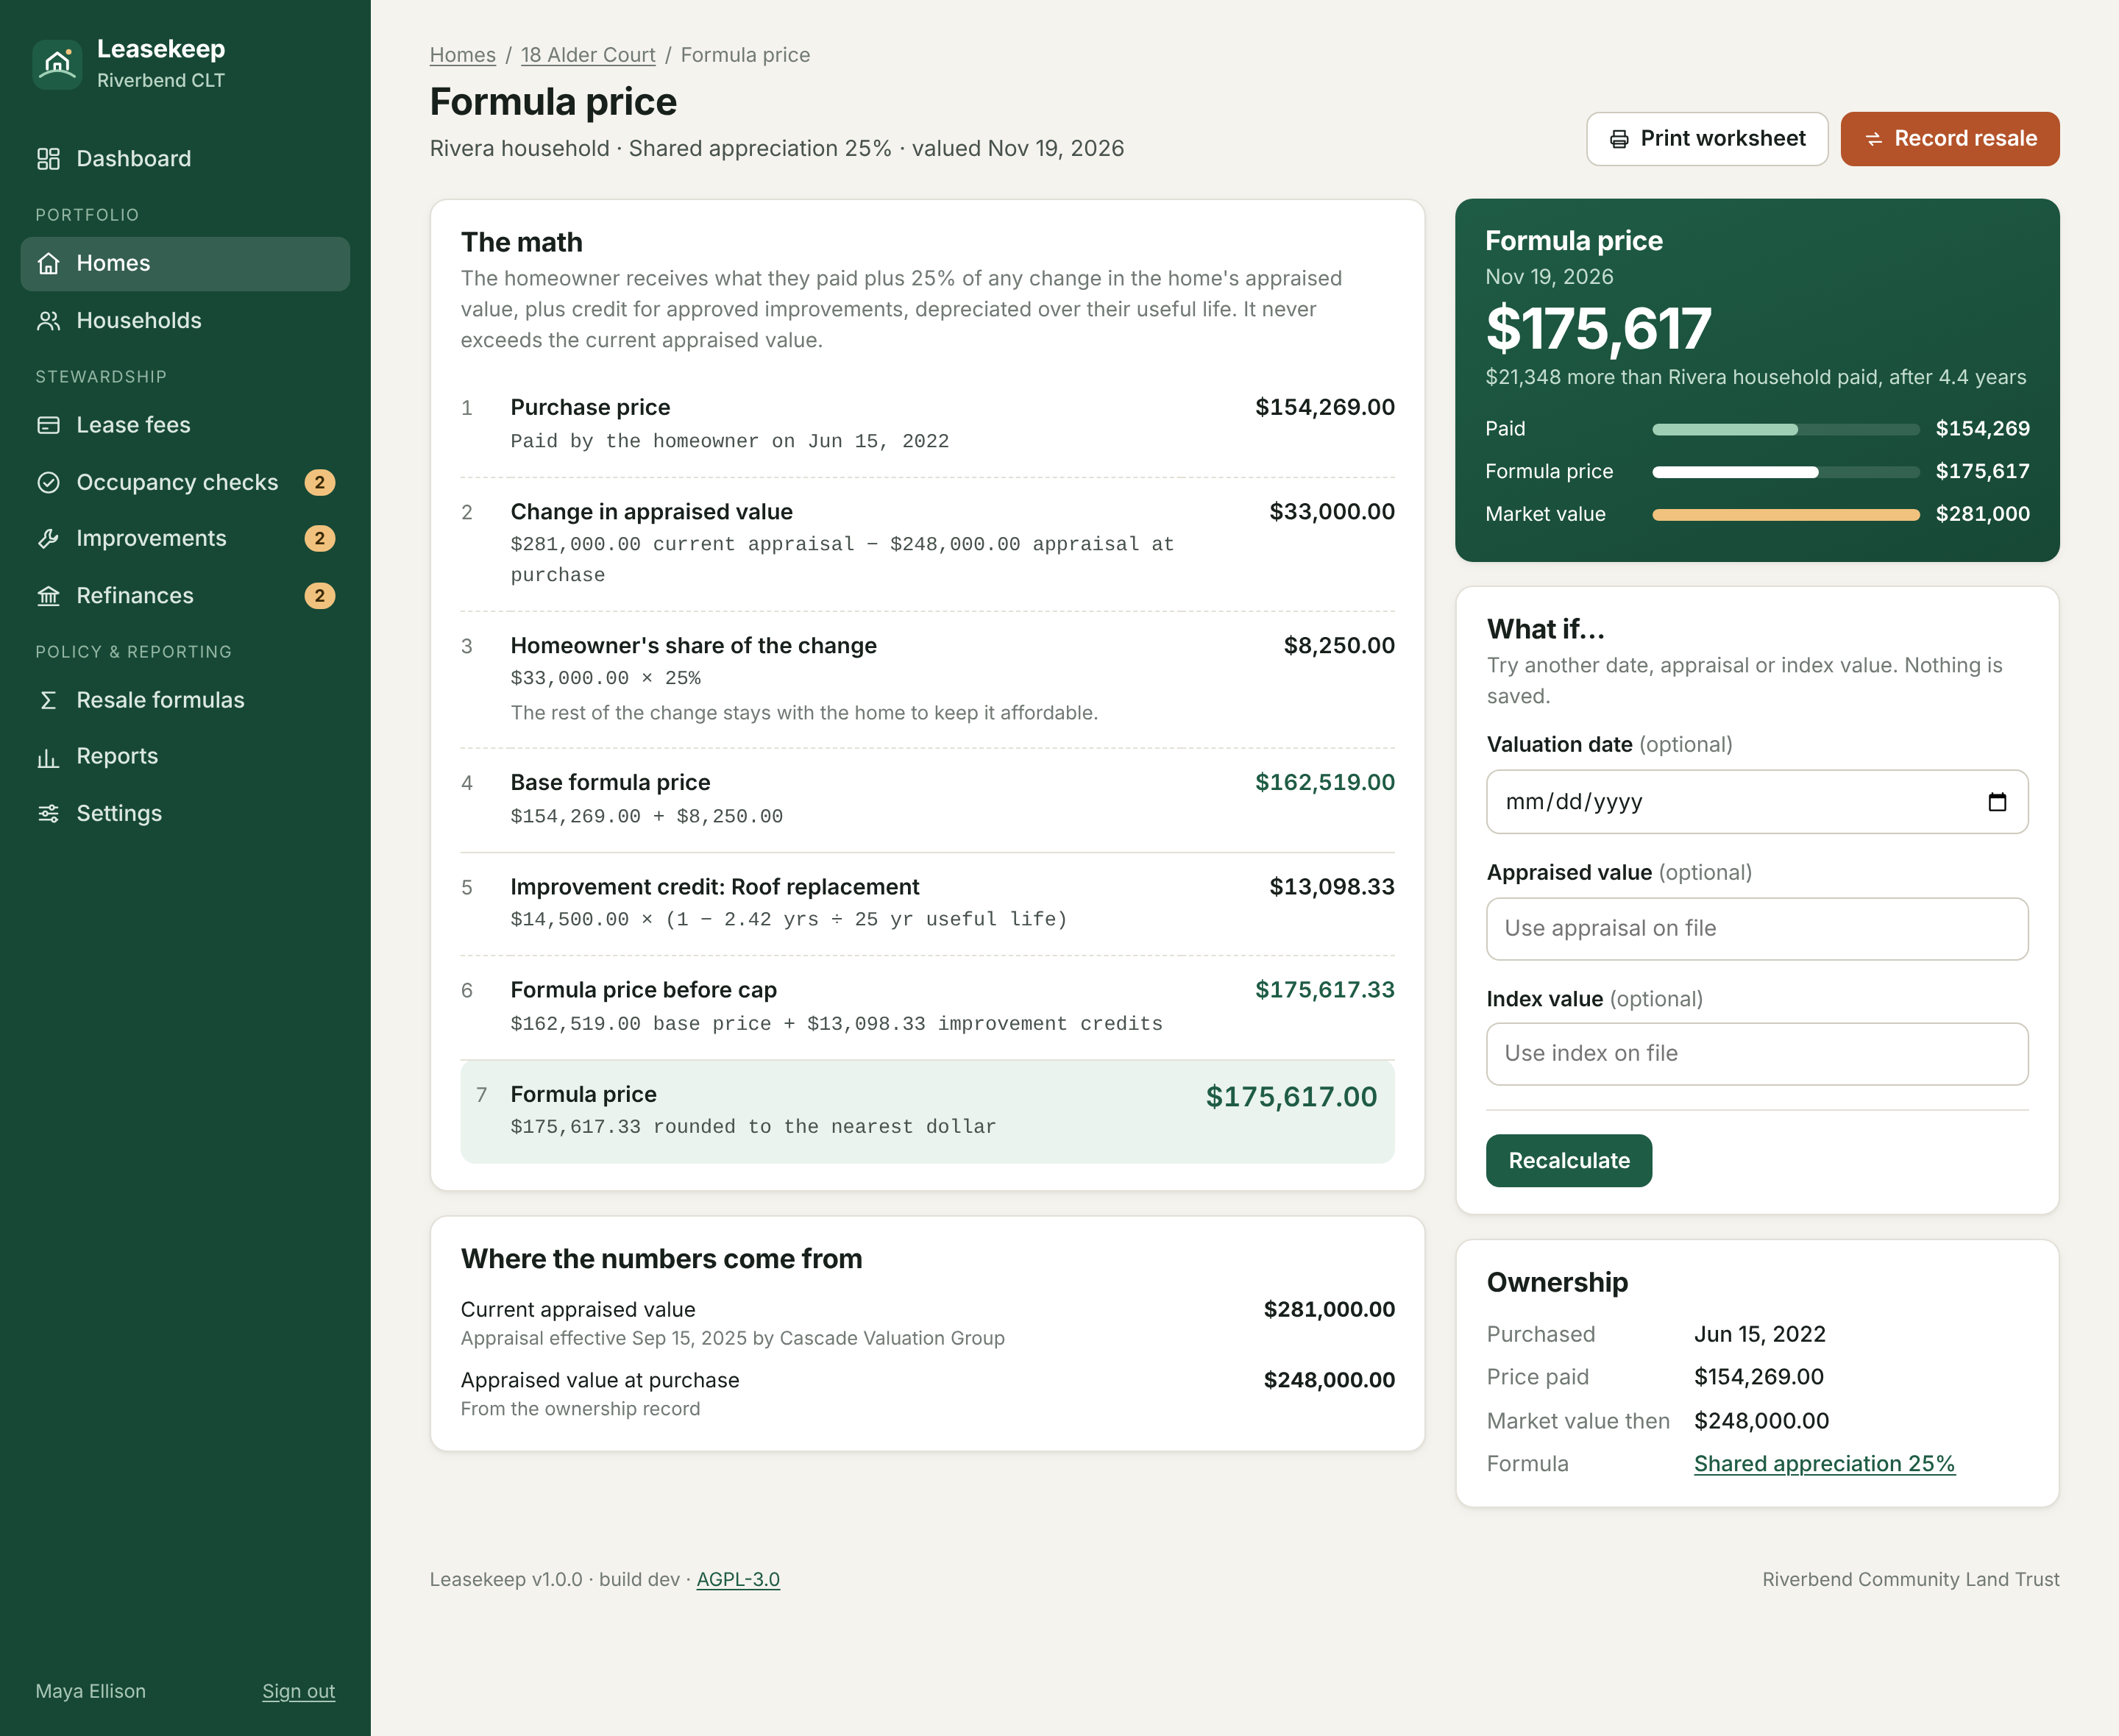 Leasekeep
Riverbend CLT
Dashboard
PORTFOLIO
Homes
Households
STEWARDSHIP
Lease fees
Occupancy checks 2
Improvements 2
Refinances 2
POLICY & REPORTING
Resale formulas
Reports
Settings
Maya Ellison Sign out
Homes / 18 Alder Court / Formula price
Formula price
Rivera household · Shared appreciation 25% · valued Nov 19, 2026
Print worksheet
Record resale
The math
The homeowner receives what they paid plus 25% of any change in the home's appraised
value, plus credit for approved improvements, depreciated over their useful life. It never
exceeds the current appraised value.
1 Purchase price $154,269.00
Paid by the homeowner on Jun 15, 2022
2 Change in appraised value $33,000.00
$281,000.00 current appraisal − $248,000.00 appraisal at
purchase
3 Homeowner's share of the change $8,250.00
$33,000.00 × 25%
The rest of the change stays with the home to keep it affordable.
4 Base formula price $162,519.00
$154,269.00 + $8,250.00
5 Improvement credit: Roof replacement $13,098.33
$14,500.00 × (1 − 2.42 yrs ÷ 25 yr useful life)
6 Formula price before cap $175,617.33
$162,519.00 base price + $13,098.33 improvement credits
7 Formula price $175,617.00
$175,617.33 rounded to the nearest dollar
Where the numbers come from
Current appraised value $281,000.00
Appraisal effective Sep 15, 2025 by Cascade Valuation Group
Appraised value at purchase $248,000.00
From the ownership record
Formula price
Nov 19, 2026
$175,617
$21,348 more than Rivera household paid, after 4.4 years
Paid $154,269
Formula price $175,617
Market value $281,000
What if…
Try another date, appraisal or index value. Nothing is
saved.
Valuation date (optional)
mm/dd/yyyy
Appraised value (optional)
Use appraisal on file
Index value (optional)
Use index on file
Recalculate
Ownership
Purchased Jun 15, 2022
Price paid $154,269.00
Market value then $248,000.00
Formula Shared appreciation 25%
Leasekeep v1.0.0 · build dev · AGPL-3.0
Riverbend Community Land Trust